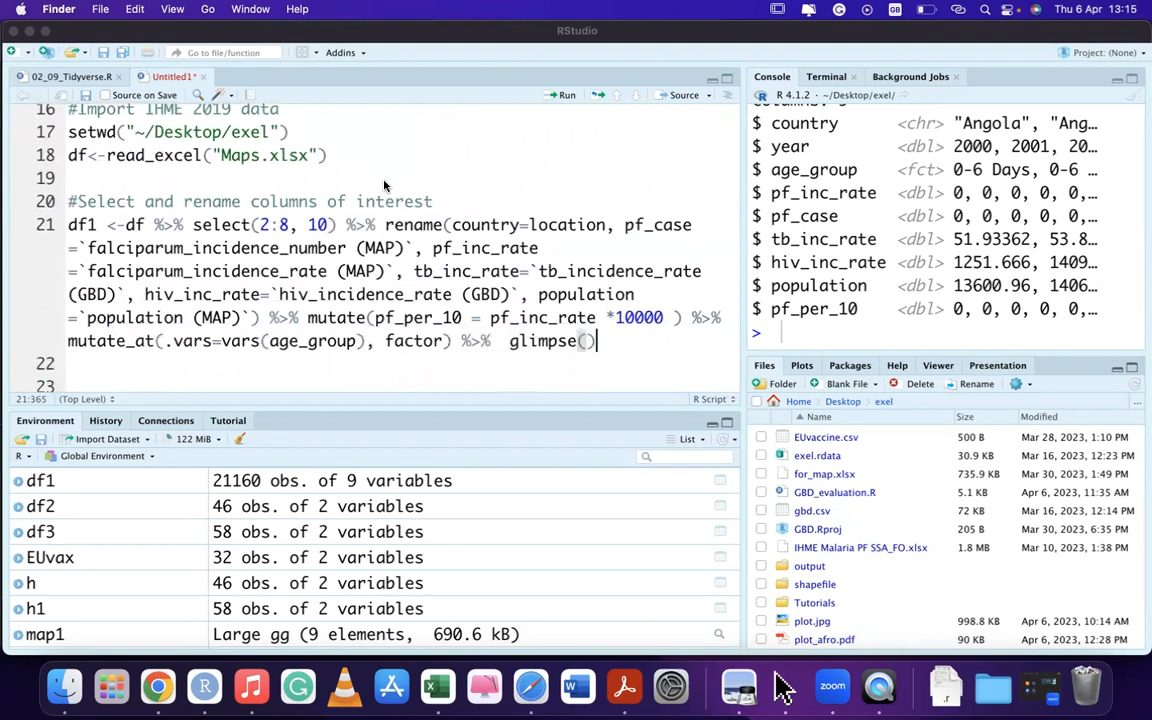 Finder File Edit View Go Window Help
GB
Thu 6 Apr 13:15
RStudio
Go to file/function
Addins
Project: (None)
02_09_Tidyverse.R
Untitled1*
Source on Save
Run
Source
16 #Import IHME 2019 data
17 setwd("~/Desktop/exel")
18 df<-read_excel("Maps.xlsx")
19
20 #Select and rename columns of interest
21 df1 <-df %>% select(2:8, 10) %>% rename(country=location, pf_case
=`falciparum_incidence_number (MAP)`, pf_inc_rate
=`falciparum_incidence_rate (MAP)`, tb_inc_rate=`tb_incidence_rate
(GBD)`, hiv_inc_rate=`hiv_incidence_rate (GBD)`, population
=`population (MAP)`) %>% mutate(pf_per_10 = pf_inc_rate *10000 ) %>%
mutate_at(.vars=vars(age_group), factor) %>%  glimpse()
22
23
21:365 (Top Level)
R Script
Environment History Connections Tutorial
Import Dataset 122 MiB
List
R Global Environment
df1 21160 obs. of 9 variables
df2 46 obs. of 2 variables
df3 58 obs. of 2 variables
EUvax 32 obs. of 2 variables
h 46 obs. of 2 variables
h1 58 obs. of 2 variables
map1 Large gg (9 elements,  690.6 kB)
Console Terminal Background Jobs
R 4.1.2 · ~/Desktop/exel/
$ country <chr> "Angola", "Ang…
$ year <dbl> 2000, 2001, 20…
$ age_group <fct> 0-6 Days, 0-6 …
$ pf_inc_rate <dbl> 0, 0, 0, 0, 0,…
$ pf_case <dbl> 0, 0, 0, 0, 0,…
$ tb_inc_rate <dbl> 51.93362, 53.8…
$ hiv_inc_rate <dbl> 1251.666, 1409…
$ population <dbl> 13600.96, 1406…
$ pf_per_10 <dbl> 0, 0, 0, 0, 0,…
>
Files Plots Packages Help Viewer Presentation
Folder Blank File Delete Rename
Home Desktop exel
Name Size Modified
EUvaccine.csv 500 B Mar 28, 2023, 1:10 PM
exel.rdata 30.9 KB Mar 16, 2023, 12:23 PM
for_map.xlsx 735.9 KB Mar 30, 2023, 1:49 PM
GBD_evaluation.R 5.1 KB Apr 6, 2023, 11:35 AM
gbd.csv 72 KB Mar 16, 2023, 12:14 PM
GBD.Rproj 205 B Mar 30, 2023, 6:35 PM
IHME Malaria PF SSA_FO.xlsx 1.8 MB Mar 10, 2023, 1:38 PM
output
shapefile
Tutorials
plot.jpg 998.8 KB Apr 6, 2023, 10:14 AM
plot_afro.pdf 90 KB Apr 6, 2023, 12:28 PM
zoom